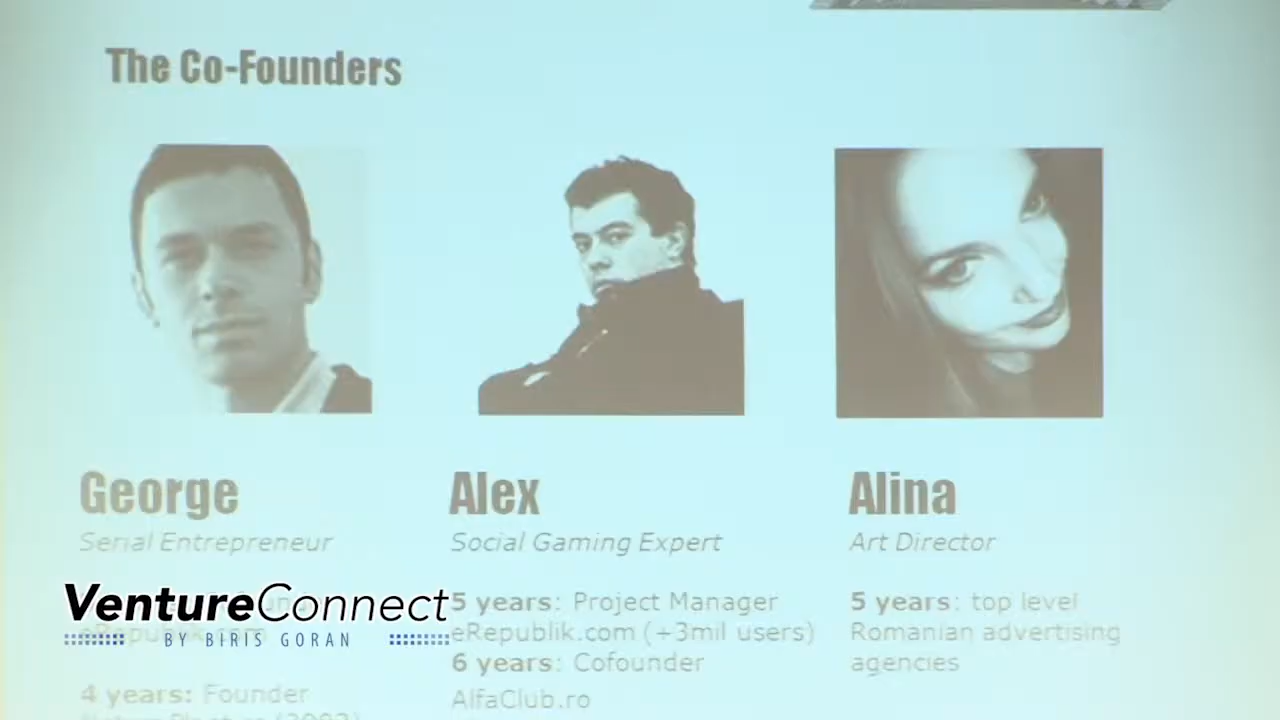 The Co-Founders
George
Serial Entrepreneur
4 years: Founder
Alex
Social Gaming Expert
5 years: Project Manager
eRepublik.com (+3mil users)
6 years: Cofounder
AlfaClub.ro
Alina
Art Director
5 years: top level
Romanian advertising
agencies
VentureConnect
BY BIRIS GORAN